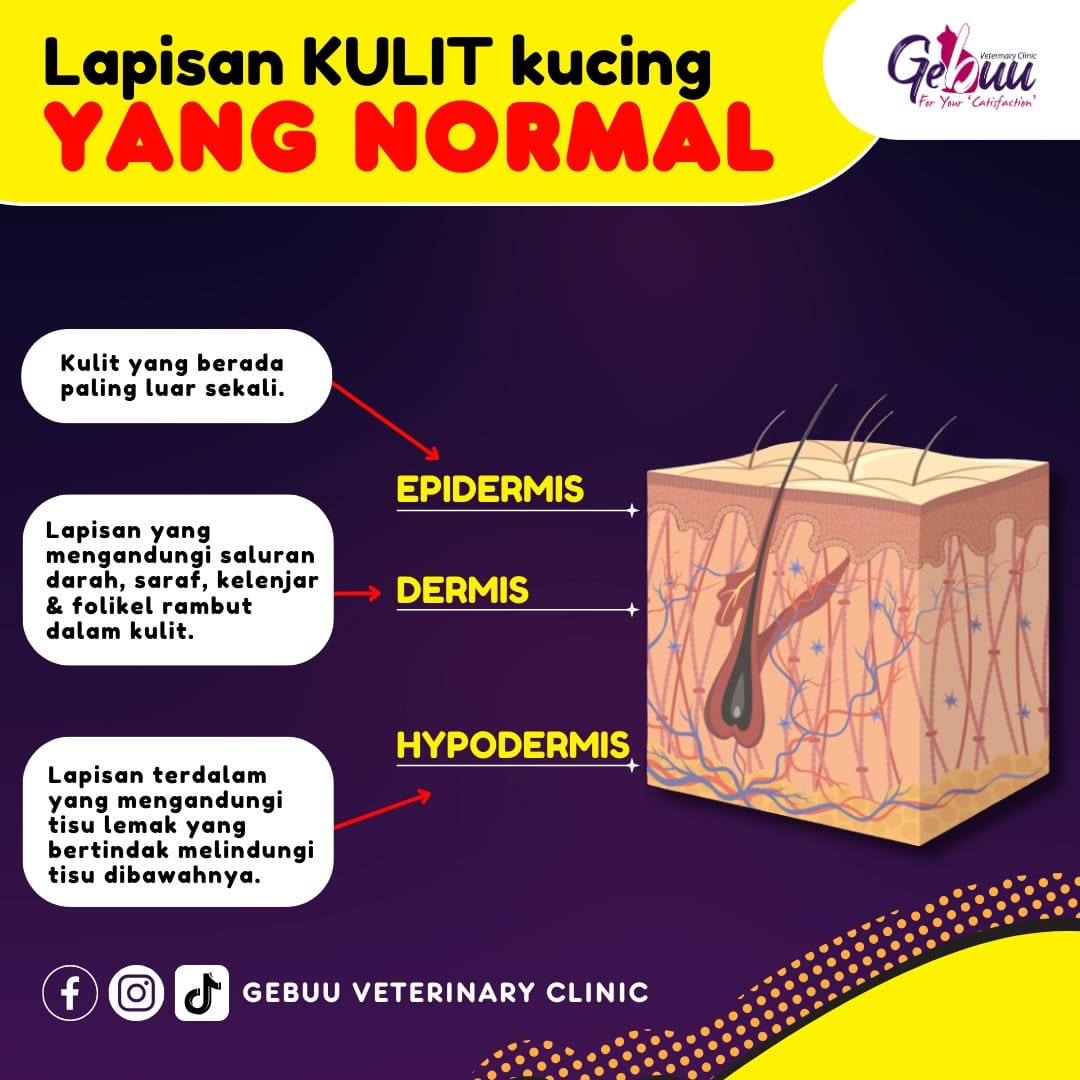 Lapisan KULIT kucing
YANG NORMAL
Gebuu
Veterinary Clinic
For Your 'Catisfaction'
Kulit yang berada
paling luar sekali.
EPIDERMIS
Lapisan yang
mengandungi saluran
darah, saraf, kelenjar
& folikel rambut
dalam kulit.
DERMIS
HYPODERMIS
Lapisan terdalam
yang mengandungi
tisu lemak yang
bertindak melindungi
tisu dibawahnya.
GEBUU VETERINARY CLINIC